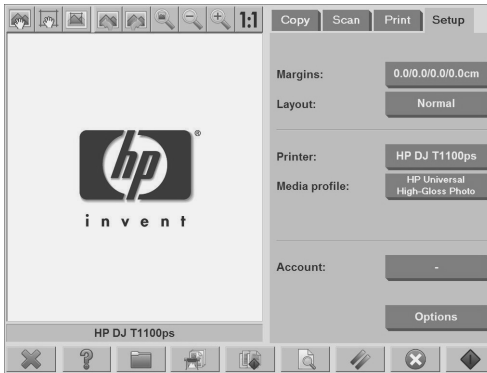 1:1
Copy Scan Print Setup
Margins: 0.0/0.0/0.0/0.0cm
Layout: Normal
hp ®
invent
Printer: HP DJ T1100ps
Media profile: HP Universal
High-Gloss Photo
Account: -
Options
HP DJ T1100ps
?